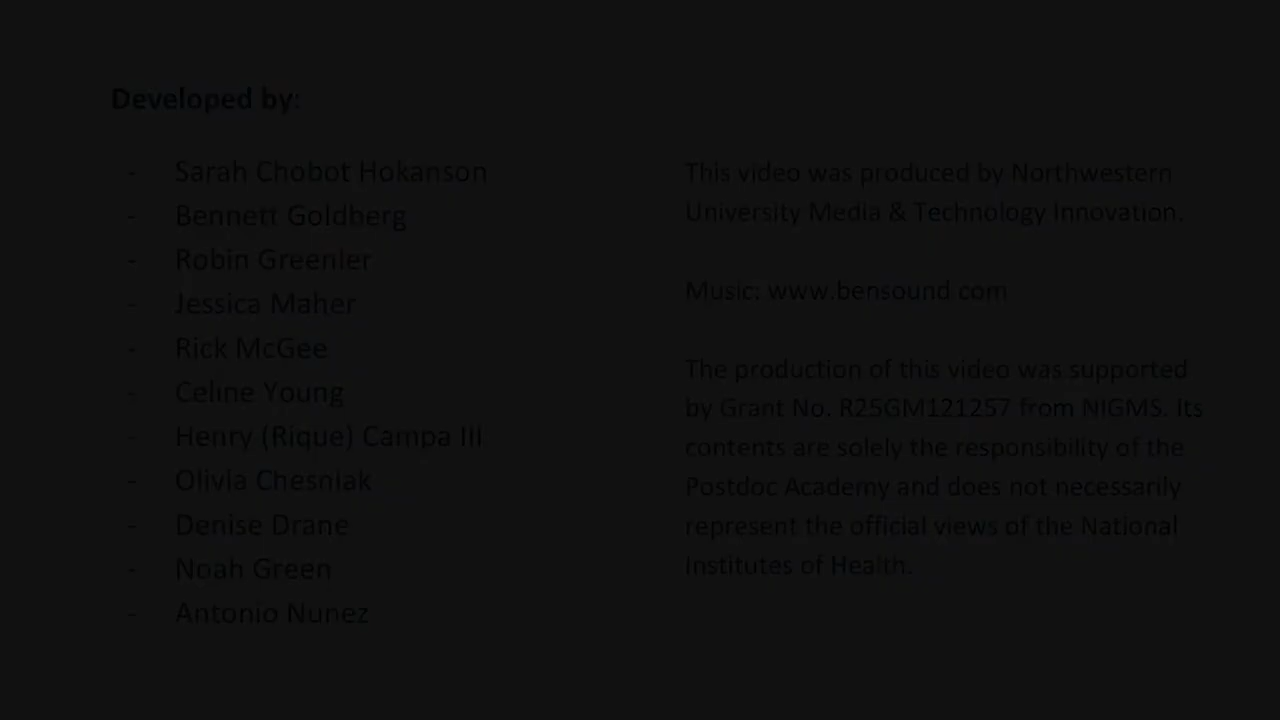 Developed by:
- Sarah Chobot Hokanson
- Bennett Goldberg
- Robin Greenler
- Jessica Maher
- Rick McGee
- Celine Young
- Henry (Rique) Campa III
- Olivia Chesniak
- Denise Drane
- Noah Green
- Antonio Nunez
This video was produced by Northwestern
University Media & Technology Innovation.
Music: www.bensound.com
The production of this video was supported
by Grant No. R25GM121257 from NIGMS. Its
contents are solely the responsibility of the
Postdoc Academy and does not necessarily
represent the official views of the National
Institutes of Health.